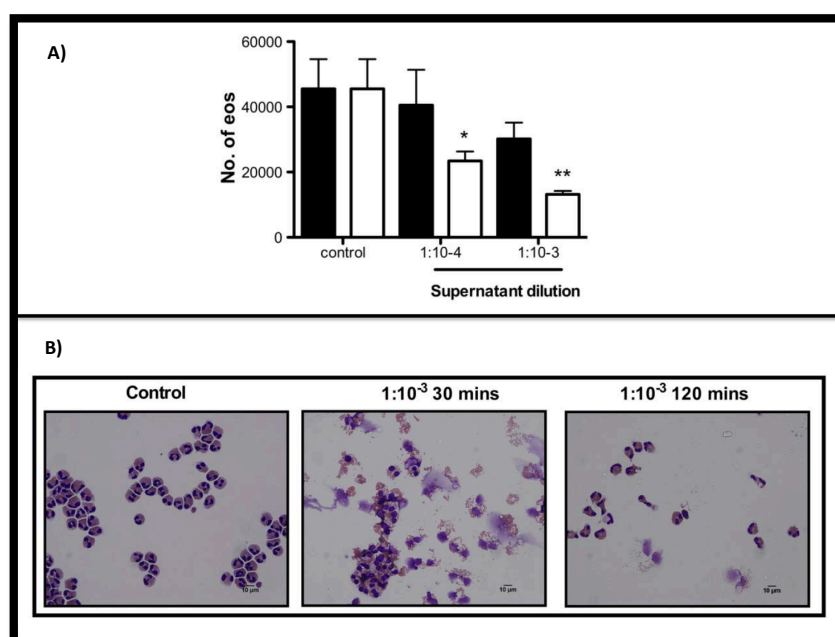 A)
No. of eos
60000
40000
20000
0
*
**
control 1:10-4 1:10-3
Supernatant dilution
B)
Control 1:10⁻³ 30 mins 1:10⁻³ 120 mins
10 µm 10 µm 10 µm